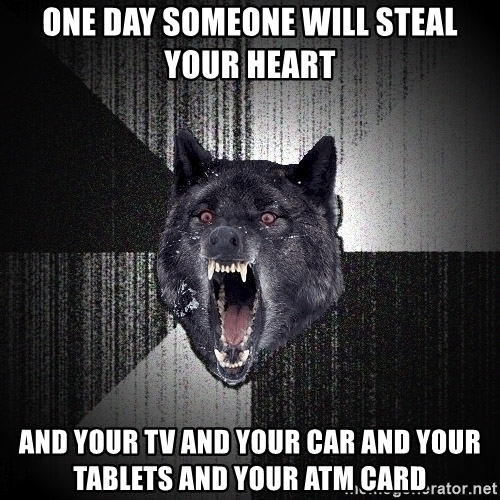 ONE DAY SOMEONE WILL STEAL
YOUR HEART
AND YOUR TV AND YOUR CAR AND YOUR
TABLETS AND YOUR ATM CARD